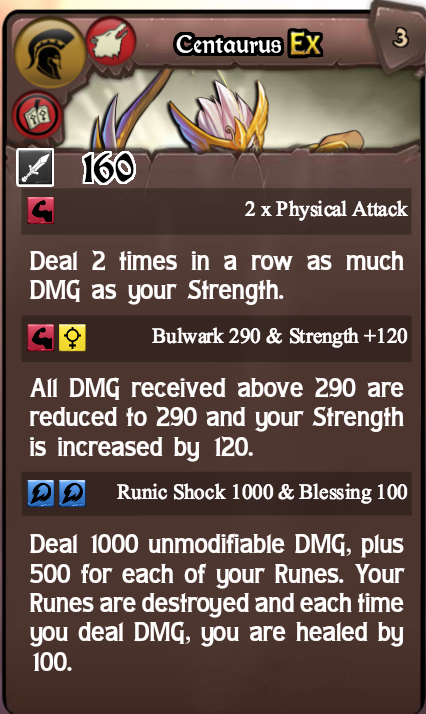 Centaurus Ex
3
160
2 x Physical Attack
Deal 2 times in a row as much
DMG as your Strength.
Bulwark 290 & Strength +120
All DMG received above 290 are
reduced to 290 and your Strength
is increased by 120.
Runic Shock 1000 & Blessing 100
Deal 1000 unmodifiable DMG, plus
500 for each of your Runes. Your
Runes are destroyed and each time
you deal DMG, you are healed by
100.